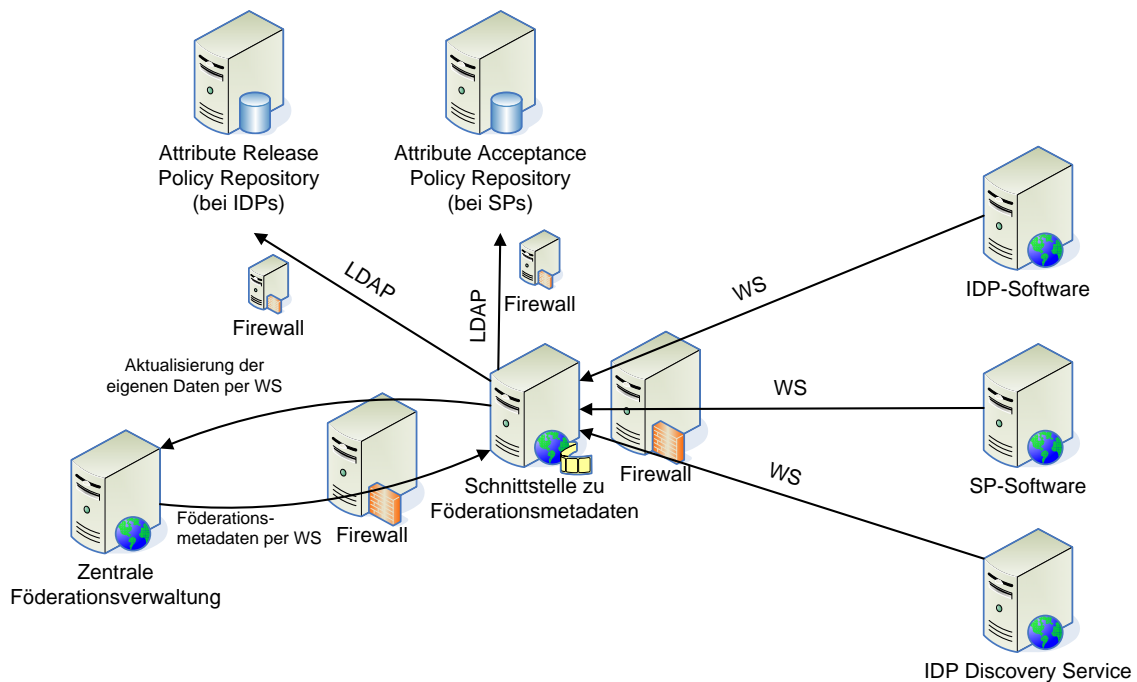 Attribute Release
Policy Repository
(bei IDPs)
Attribute Acceptance
Policy Repository
(bei SPs)
LDAP
Firewall
LDAP
Firewall
WS
IDP-Software
Aktualisierung der
eigenen Daten per WS
WS
SP-Software
Firewall
Schnittstelle zu
Föderationsmetadaten
WS
Föderations-
metadaten per WS
Firewall
Zentrale
Föderationsverwaltung
IDP Discovery Service